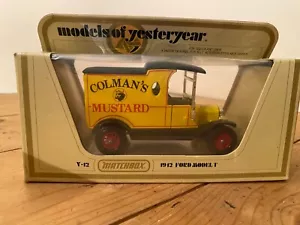 models of yesteryear.
COLMAN'S
MUSTARD
Y-12
MATCHBOX
1912 FORD MODEL T